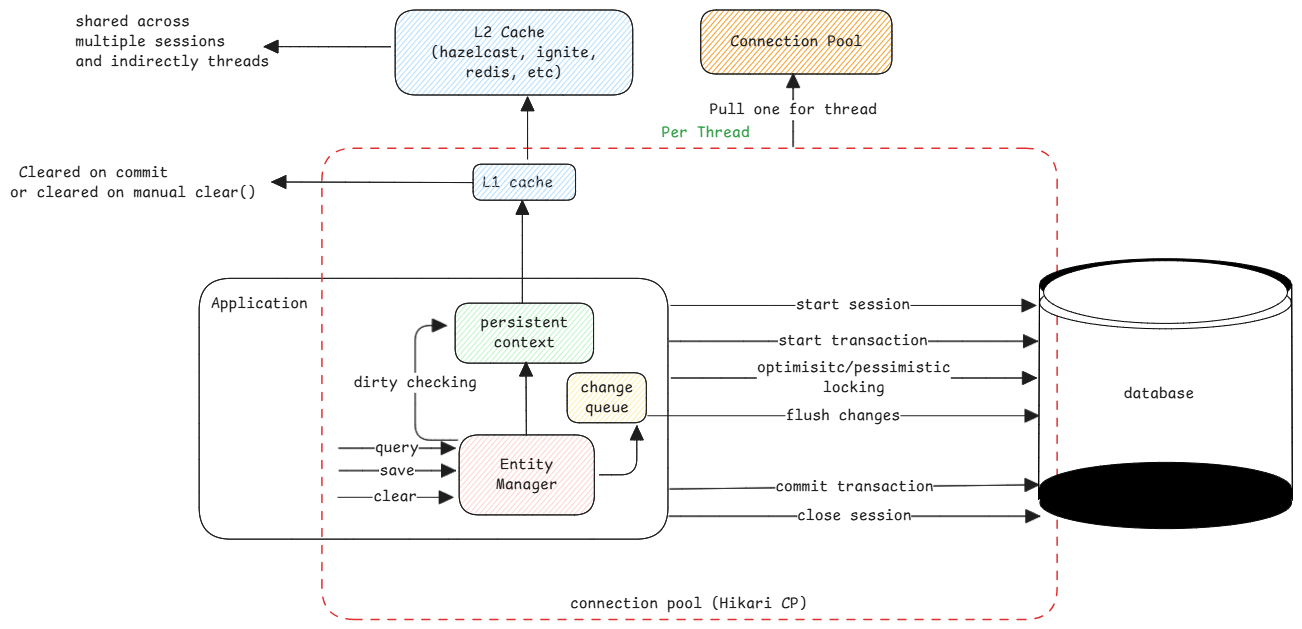 shared across
multiple sessions
and indirectly threads
L2 Cache
(hazelcast, ignite,
redis, etc)
Connection Pool
Pull one for thread
Per Thread
Cleared on commit
or cleared on manual clear()
L1 cache
Application
persistent
context
dirty checking
change
queue
query
save
clear
Entity
Manager
start session
start transaction
optimisitc/pessimistic
locking
flush changes
commit transaction
close session
database
connection pool (Hikari CP)